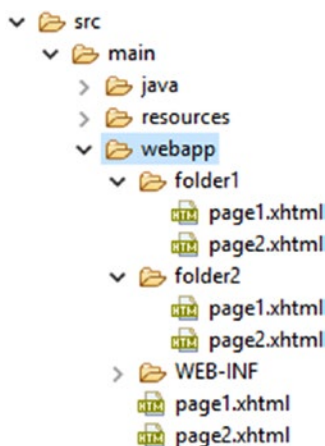 src
main
java
resources
webapp
folder1
page1.xhtml
page2.xhtml
folder2
page1.xhtml
page2.xhtml
WEB-INF
page1.xhtml
page2.xhtml